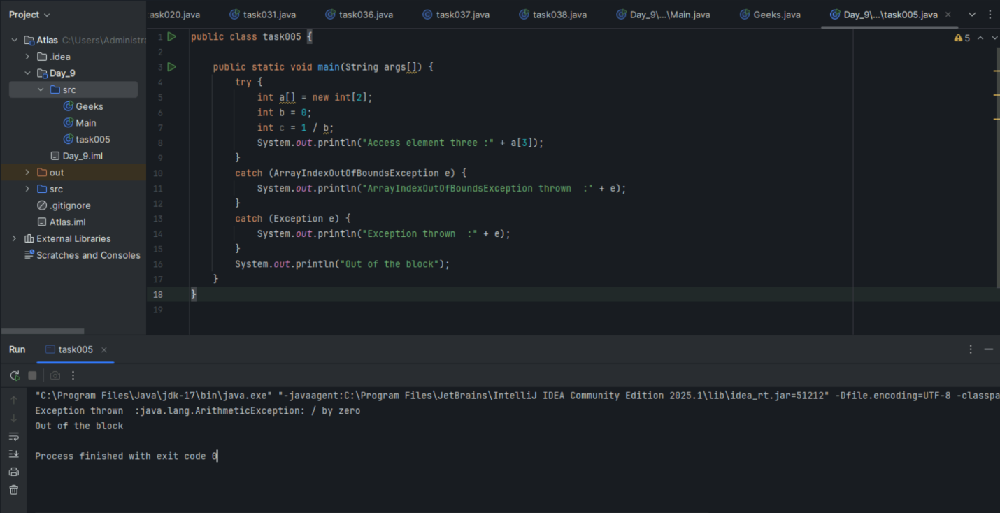 Project
ask020.java task031.java task036.java task037.java task038.java Day_9\...\Main.java Geeks.java Day_9\...\task005.java
Atlas C:\Users\Administra
.idea
Day_9
src
Geeks
Main
task005
Day_9.iml
out
src
.gitignore
Atlas.iml
External Libraries
Scratches and Consoles
5
1 public class task005 {
2
3 public static void main(String args[]) {
4 try {
5 int a[] = new int[2];
6 int b = 0;
7 int c = 1 / b;
8 System.out.println("Access element three :" + a[3]);
9 }
10 catch (ArrayIndexOutOfBoundsException e) {
11 System.out.println("ArrayIndexOutOfBoundsException thrown  :" + e);
12 }
13 catch (Exception e) {
14 System.out.println("Exception thrown  :" + e);
15 }
16 System.out.println("Out of the block");
17 }
18 }
19
Run task005
"C:\Program Files\Java\jdk-17\bin\java.exe" "-javaagent:C:\Program Files\JetBrains\IntelliJ IDEA Community Edition 2025.1\lib\idea_rt.jar=51212" -Dfile.encoding=UTF-8 -classpa
Exception thrown  :java.lang.ArithmeticException: / by zero
Out of the block
Process finished with exit code 0